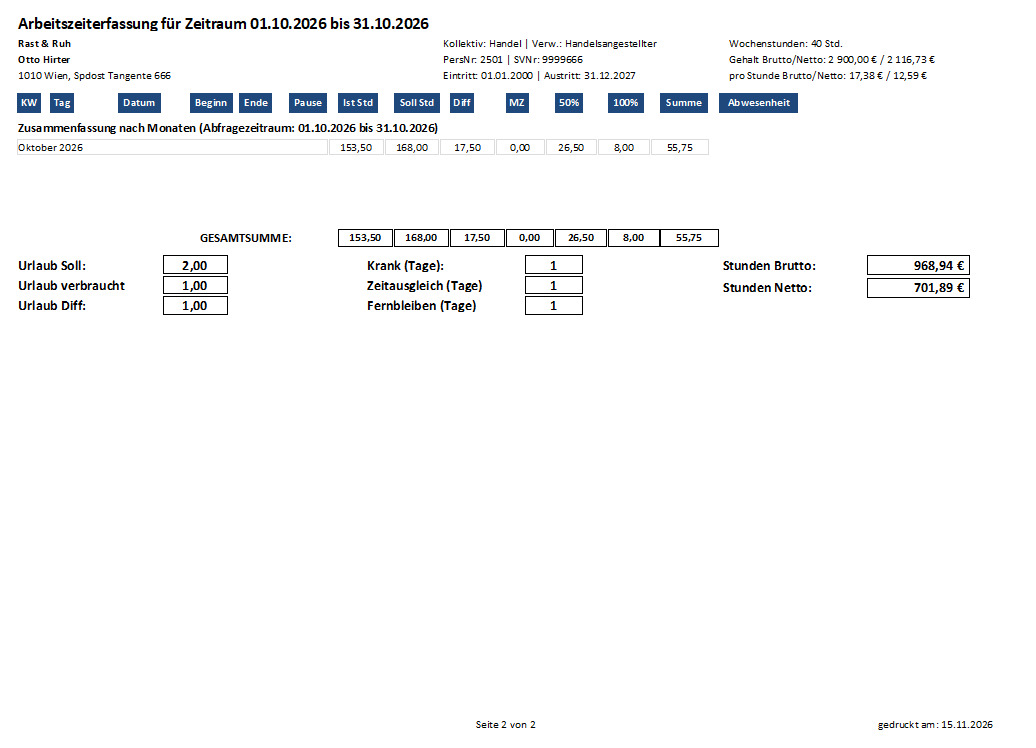 Arbeitszeiterfassung für Zeitraum 01.10.2026 bis 31.10.2026
Rast & Ruh Kollektiv: Handel | Verw.: Handelsangestellter Wochenstunden: 40 Std.
Otto Hirter PersNr: 2501 | SVNr: 9999666 Gehalt Brutto/Netto: 2 900,00 € / 2 116,73 €
1010 Wien, Spdost Tangente 666 Eintritt: 01.01.2000 | Austritt: 31.12.2027 pro Stunde Brutto/Netto: 17,38 € / 12,59 €
KW Tag Datum Beginn Ende Pause Ist Std Soll Std Diff MZ 50% 100% Summe Abwesenheit
Zusammenfassung nach Monaten (Abfragezeitraum: 01.10.2026 bis 31.10.2026)
Oktober 2026 153,50 168,00 17,50 0,00 26,50 8,00 55,75
GESAMTSUMME: 153,50 168,00 17,50 0,00 26,50 8,00 55,75
Urlaub Soll: 2,00 Krank (Tage): 1 Stunden Brutto: 968,94 €
Urlaub verbraucht 1,00 Zeitausgleich (Tage) 1 Stunden Netto: 701,89 €
Urlaub Diff: 1,00 Fernbleiben (Tage) 1
Seite 2 von 2 gedruckt am: 15.11.2026